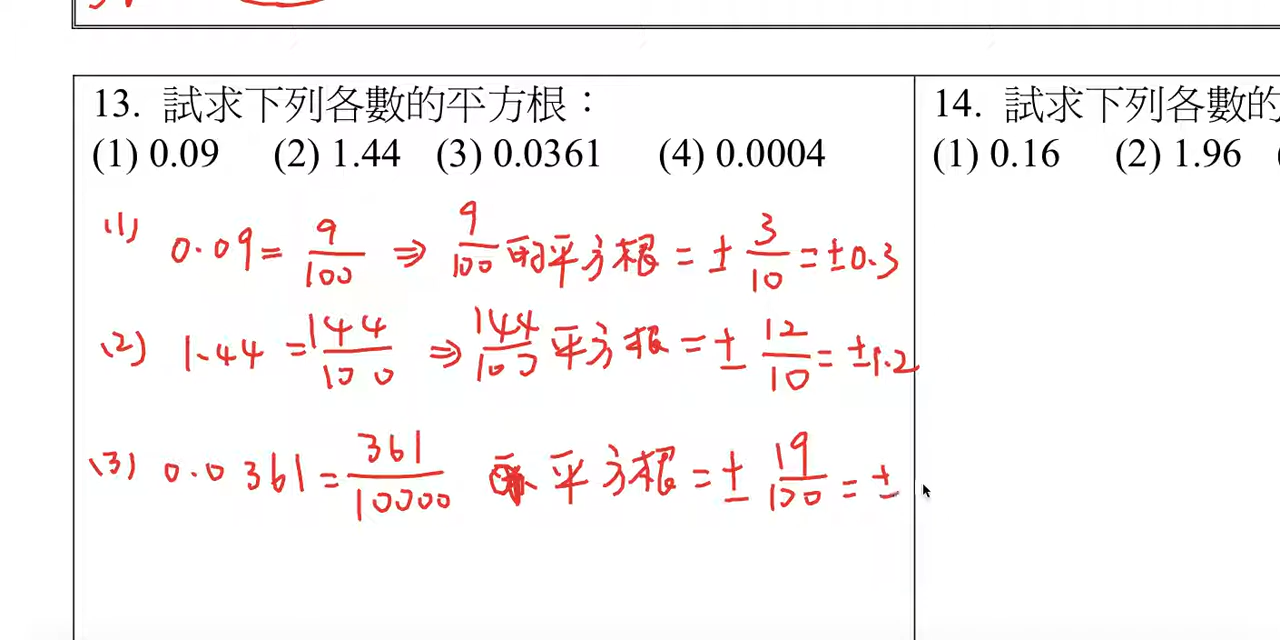 13. 試求下列各數的平方根：
(1) 0.09 (2) 1.44 (3) 0.0361 (4) 0.0004
(1) 0.09 = 9/100 ⇒ 9/100 的平方根 = ± 3/10 = ±0.3
(2) 1.44 = 144/100 ⇒ 144/100 平方根 = ± 12/10 = ±1.2
(3) 0.0361 = 361/10000 平方根 = ± 19/100 = ±
14. 試求下列各數的
(1) 0.16 (2) 1.96